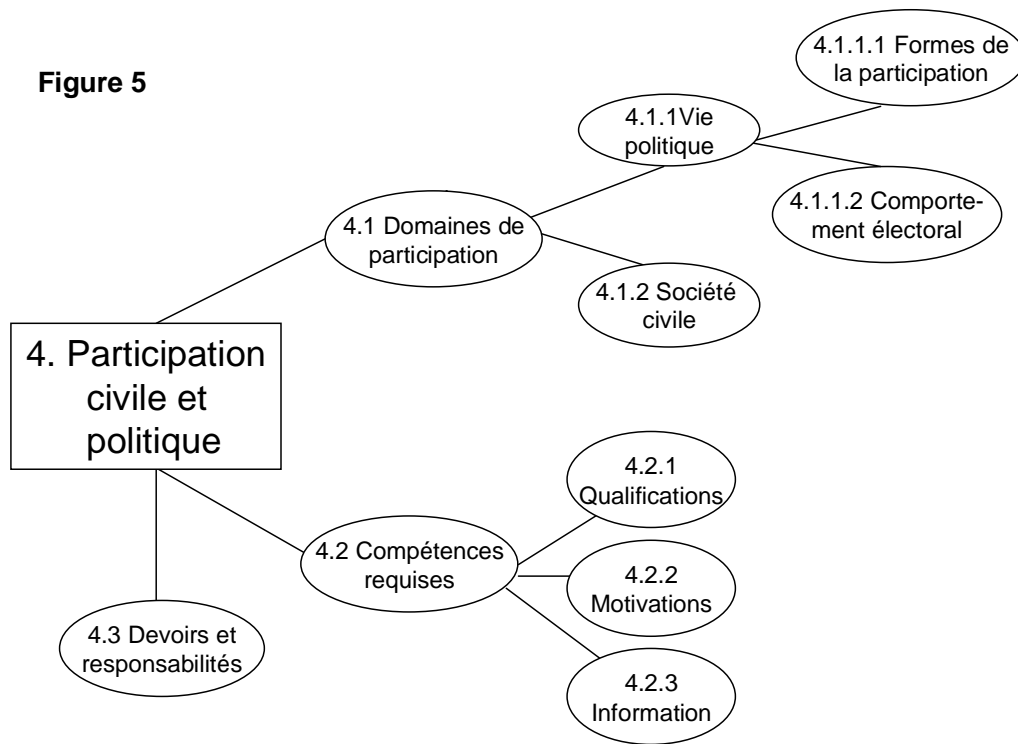 Figure 5
4.1.1.1 Formes de
la participation
4.1.1Vie
politique
4.1.1.2 Comporte-
ment électoral
4.1 Domaines de
participation
4.1.2 Société
civile
4. Participation
civile et
politique
4.2.1
Qualifications
4.2 Compétences
requises
4.2.2
Motivations
4.3 Devoirs et
responsabilités
4.2.3
Information